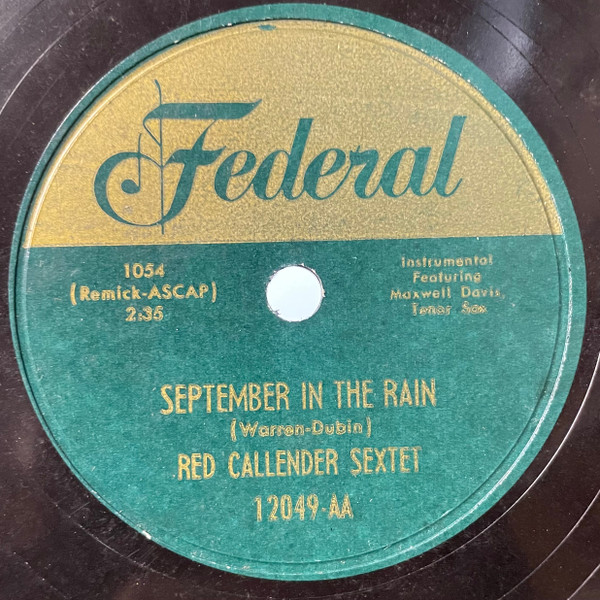 Federal
1054
(Remick-ASCAP)
2:35
Instrumental
Featuring
Maxwell Davis,
Tenor Sax
SEPTEMBER IN THE RAIN
(Warren-Dubin)
RED CALLENDER SEXTET
12049-AA